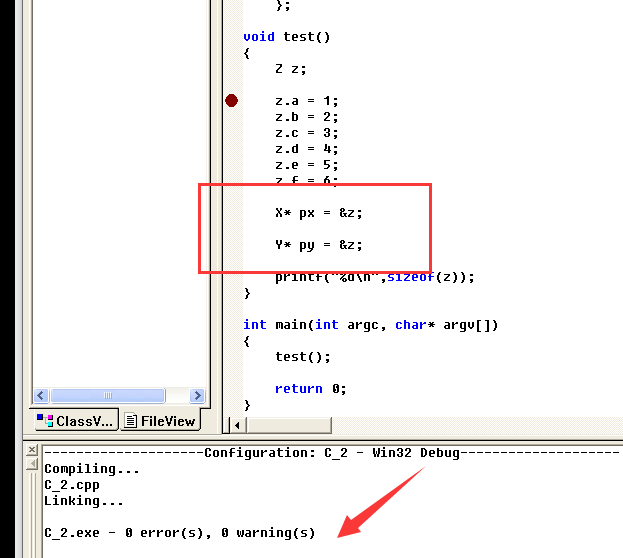 };
void test()
{
Z z;
z.a = 1;
z.b = 2;
z.c = 3;
z.d = 4;
z.e = 5;
z.f = 6;
X* px = &z;
Y* py = &z;
printf("%d\n",sizeof(z));
}
int main(int argc, char* argv[])
{
test();
return 0;
}
ClassV... FileView
--------------------Configuration: C_2 - Win32 Debug--------------------
Compiling...
C_2.cpp
Linking...
C_2.exe - 0 error(s), 0 warning(s)